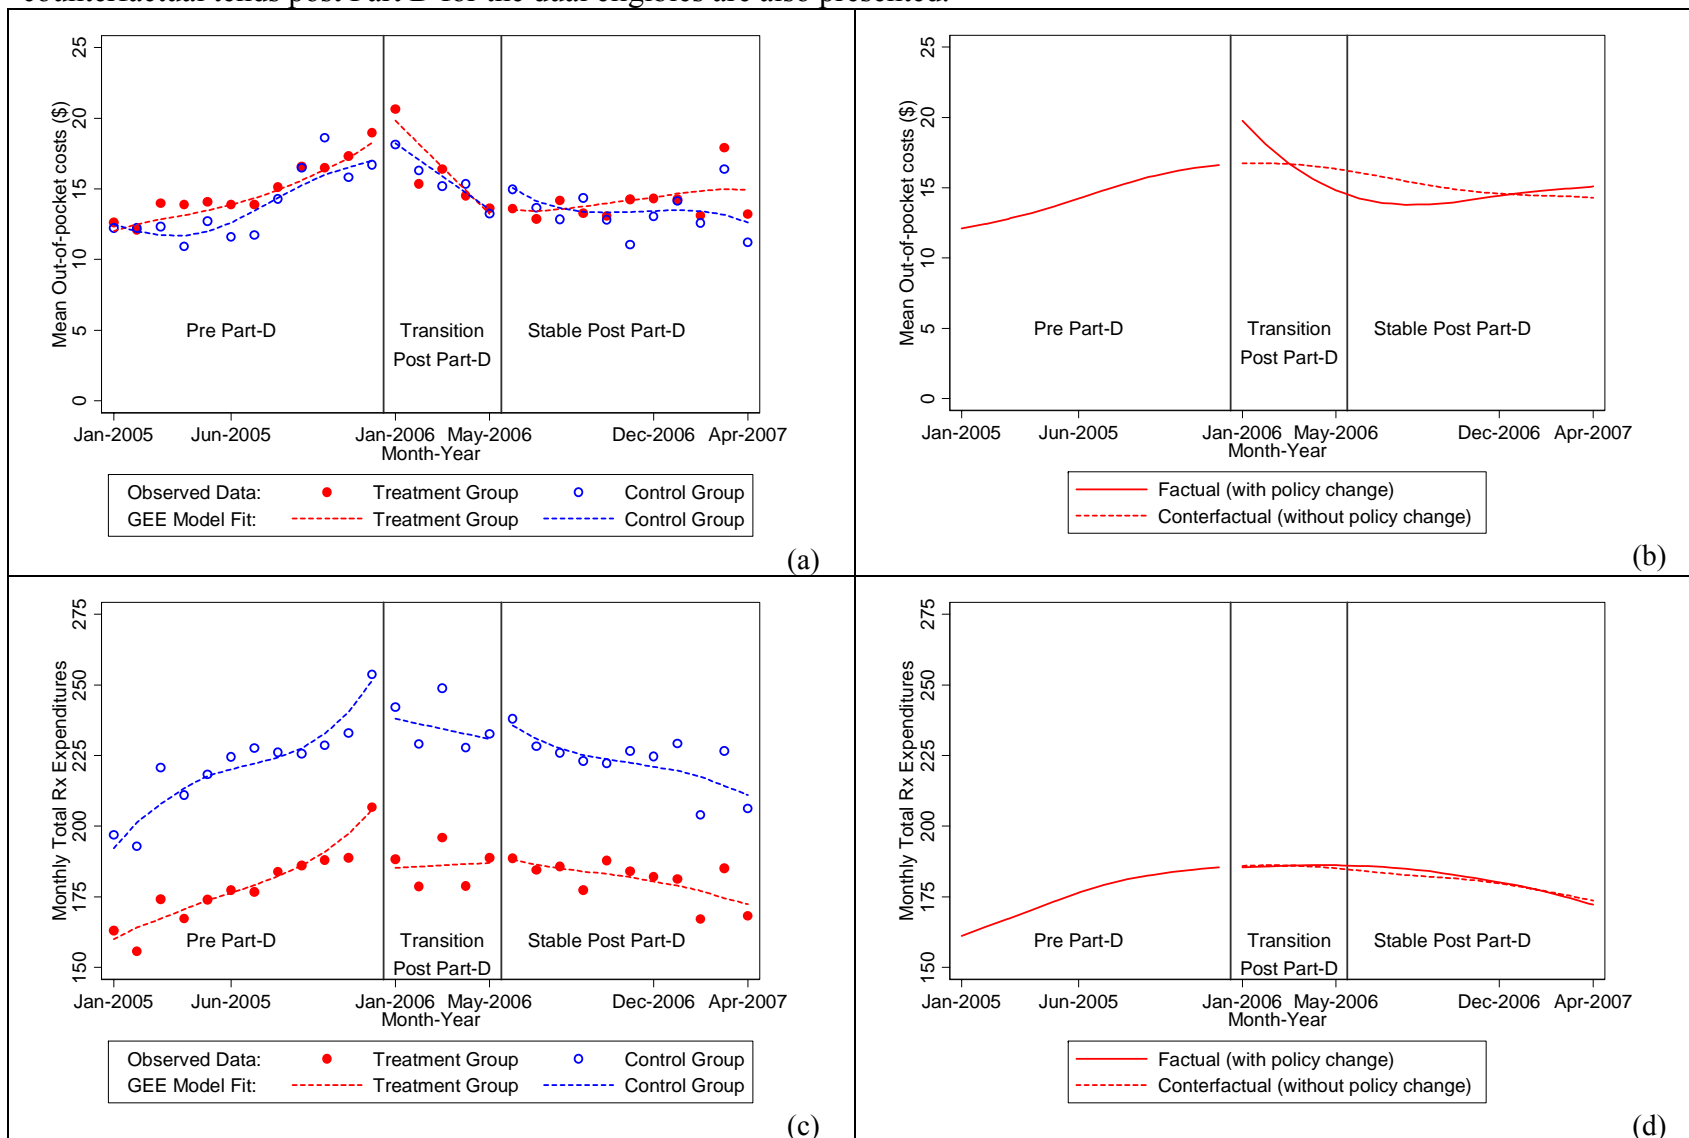 counterfactual tends post Part D for the dual eligibles are also presented.
Mean Out-of-pocket costs ($)
25
20
15
10
5
0
Pre Part-D
Transition
Post Part-D
Stable Post Part-D
Jan-2005 Jun-2005 Jan-2006 May-2006 Dec-2006 Apr-2007
Month-Year
Observed Data: Treatment Group Control Group
GEE Model Fit: Treatment Group Control Group
(a)
Mean Out-of-pocket costs ($)
25
20
15
10
5
0
Pre Part-D
Transition
Post Part-D
Stable Post Part-D
Jan-2005 Jun-2005 Jan-2006 May-2006 Dec-2006 Apr-2007
Month-Year
Factual (with policy change)
Conterfactual (without policy change)
(b)
Monthly Total Rx Expenditures
275
250
225
200
175
150
Pre Part-D
Transition
Post Part-D
Stable Post Part-D
Jan-2005 Jun-2005 Jan-2006 May-2006 Dec-2006 Apr-2007
Month-Year
Observed Data: Treatment Group Control Group
GEE Model Fit: Treatment Group Control Group
(c)
Monthly Total Rx Expenditures
275
250
225
200
175
150
Pre Part-D
Transition
Post Part-D
Stable Post Part-D
Jan-2005 Jun-2005 Jan-2006 May-2006 Dec-2006 Apr-2007
Month-Year
Factual (with policy change)
Conterfactual (without policy change)
(d)